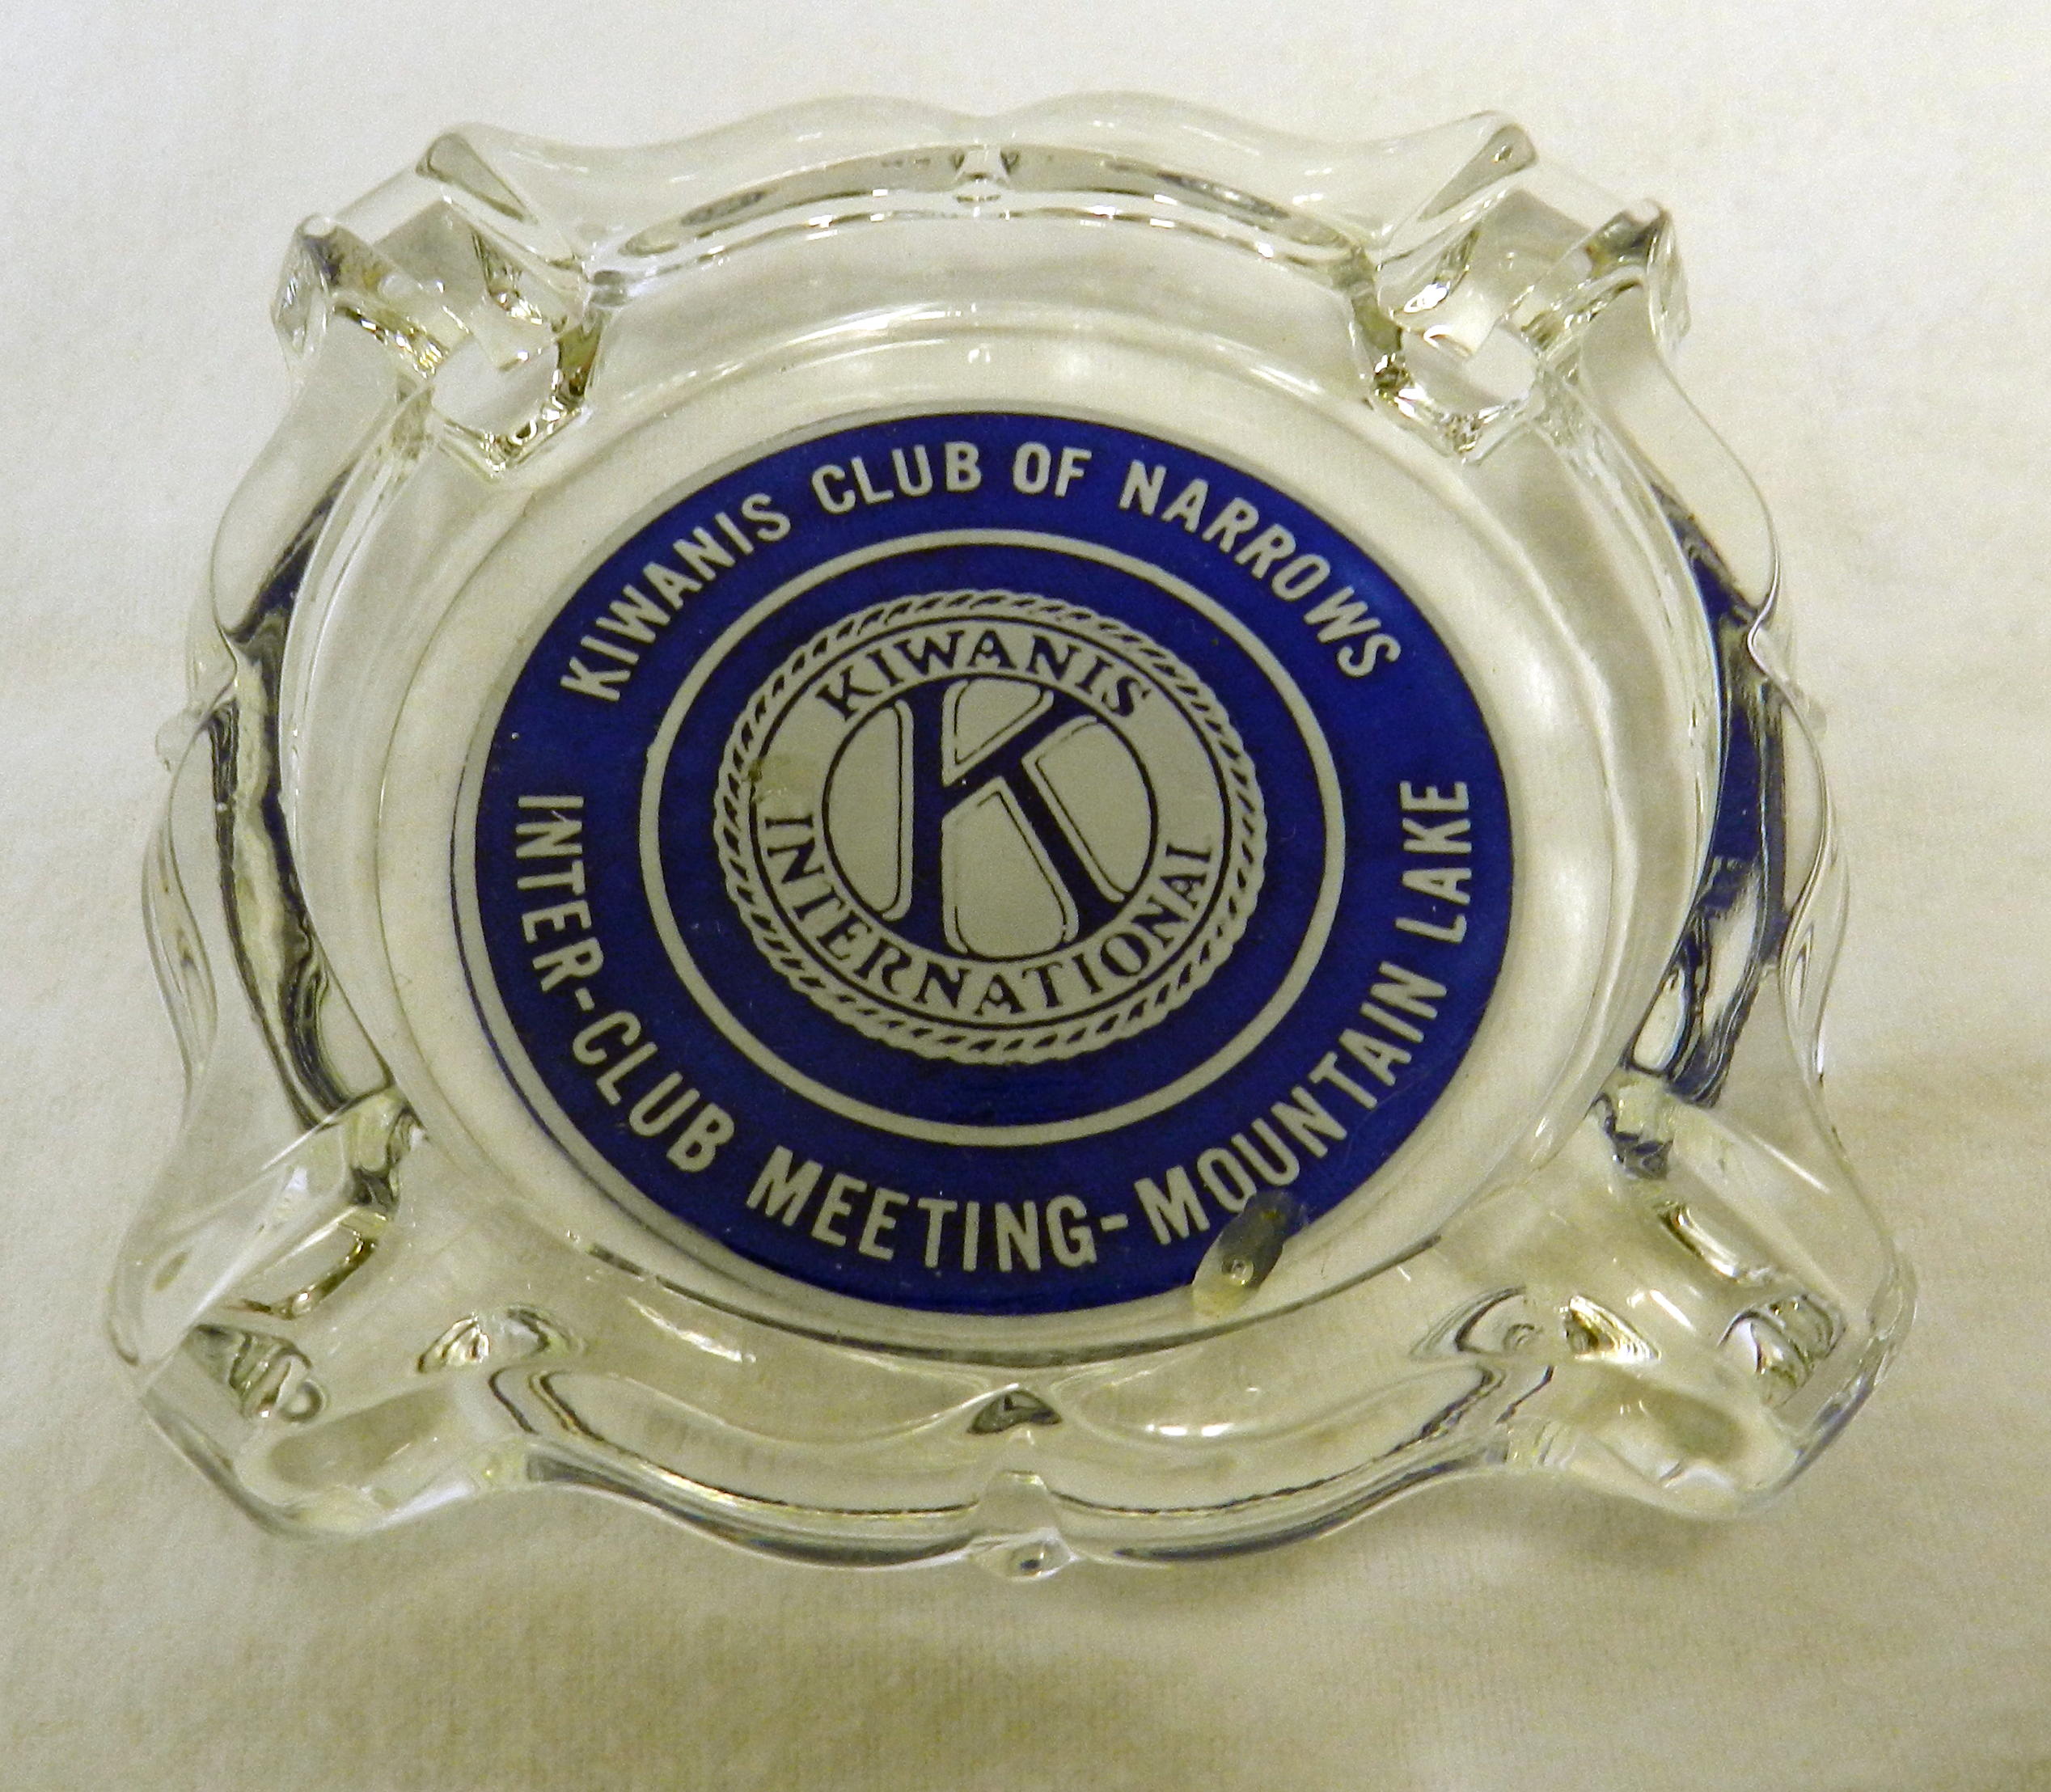 KIWANIS CLUB OF NARROWS
KIWANIS
K
INTERNATIONAL
INTER-CLUB MEETING-MOUNTAIN LAKE